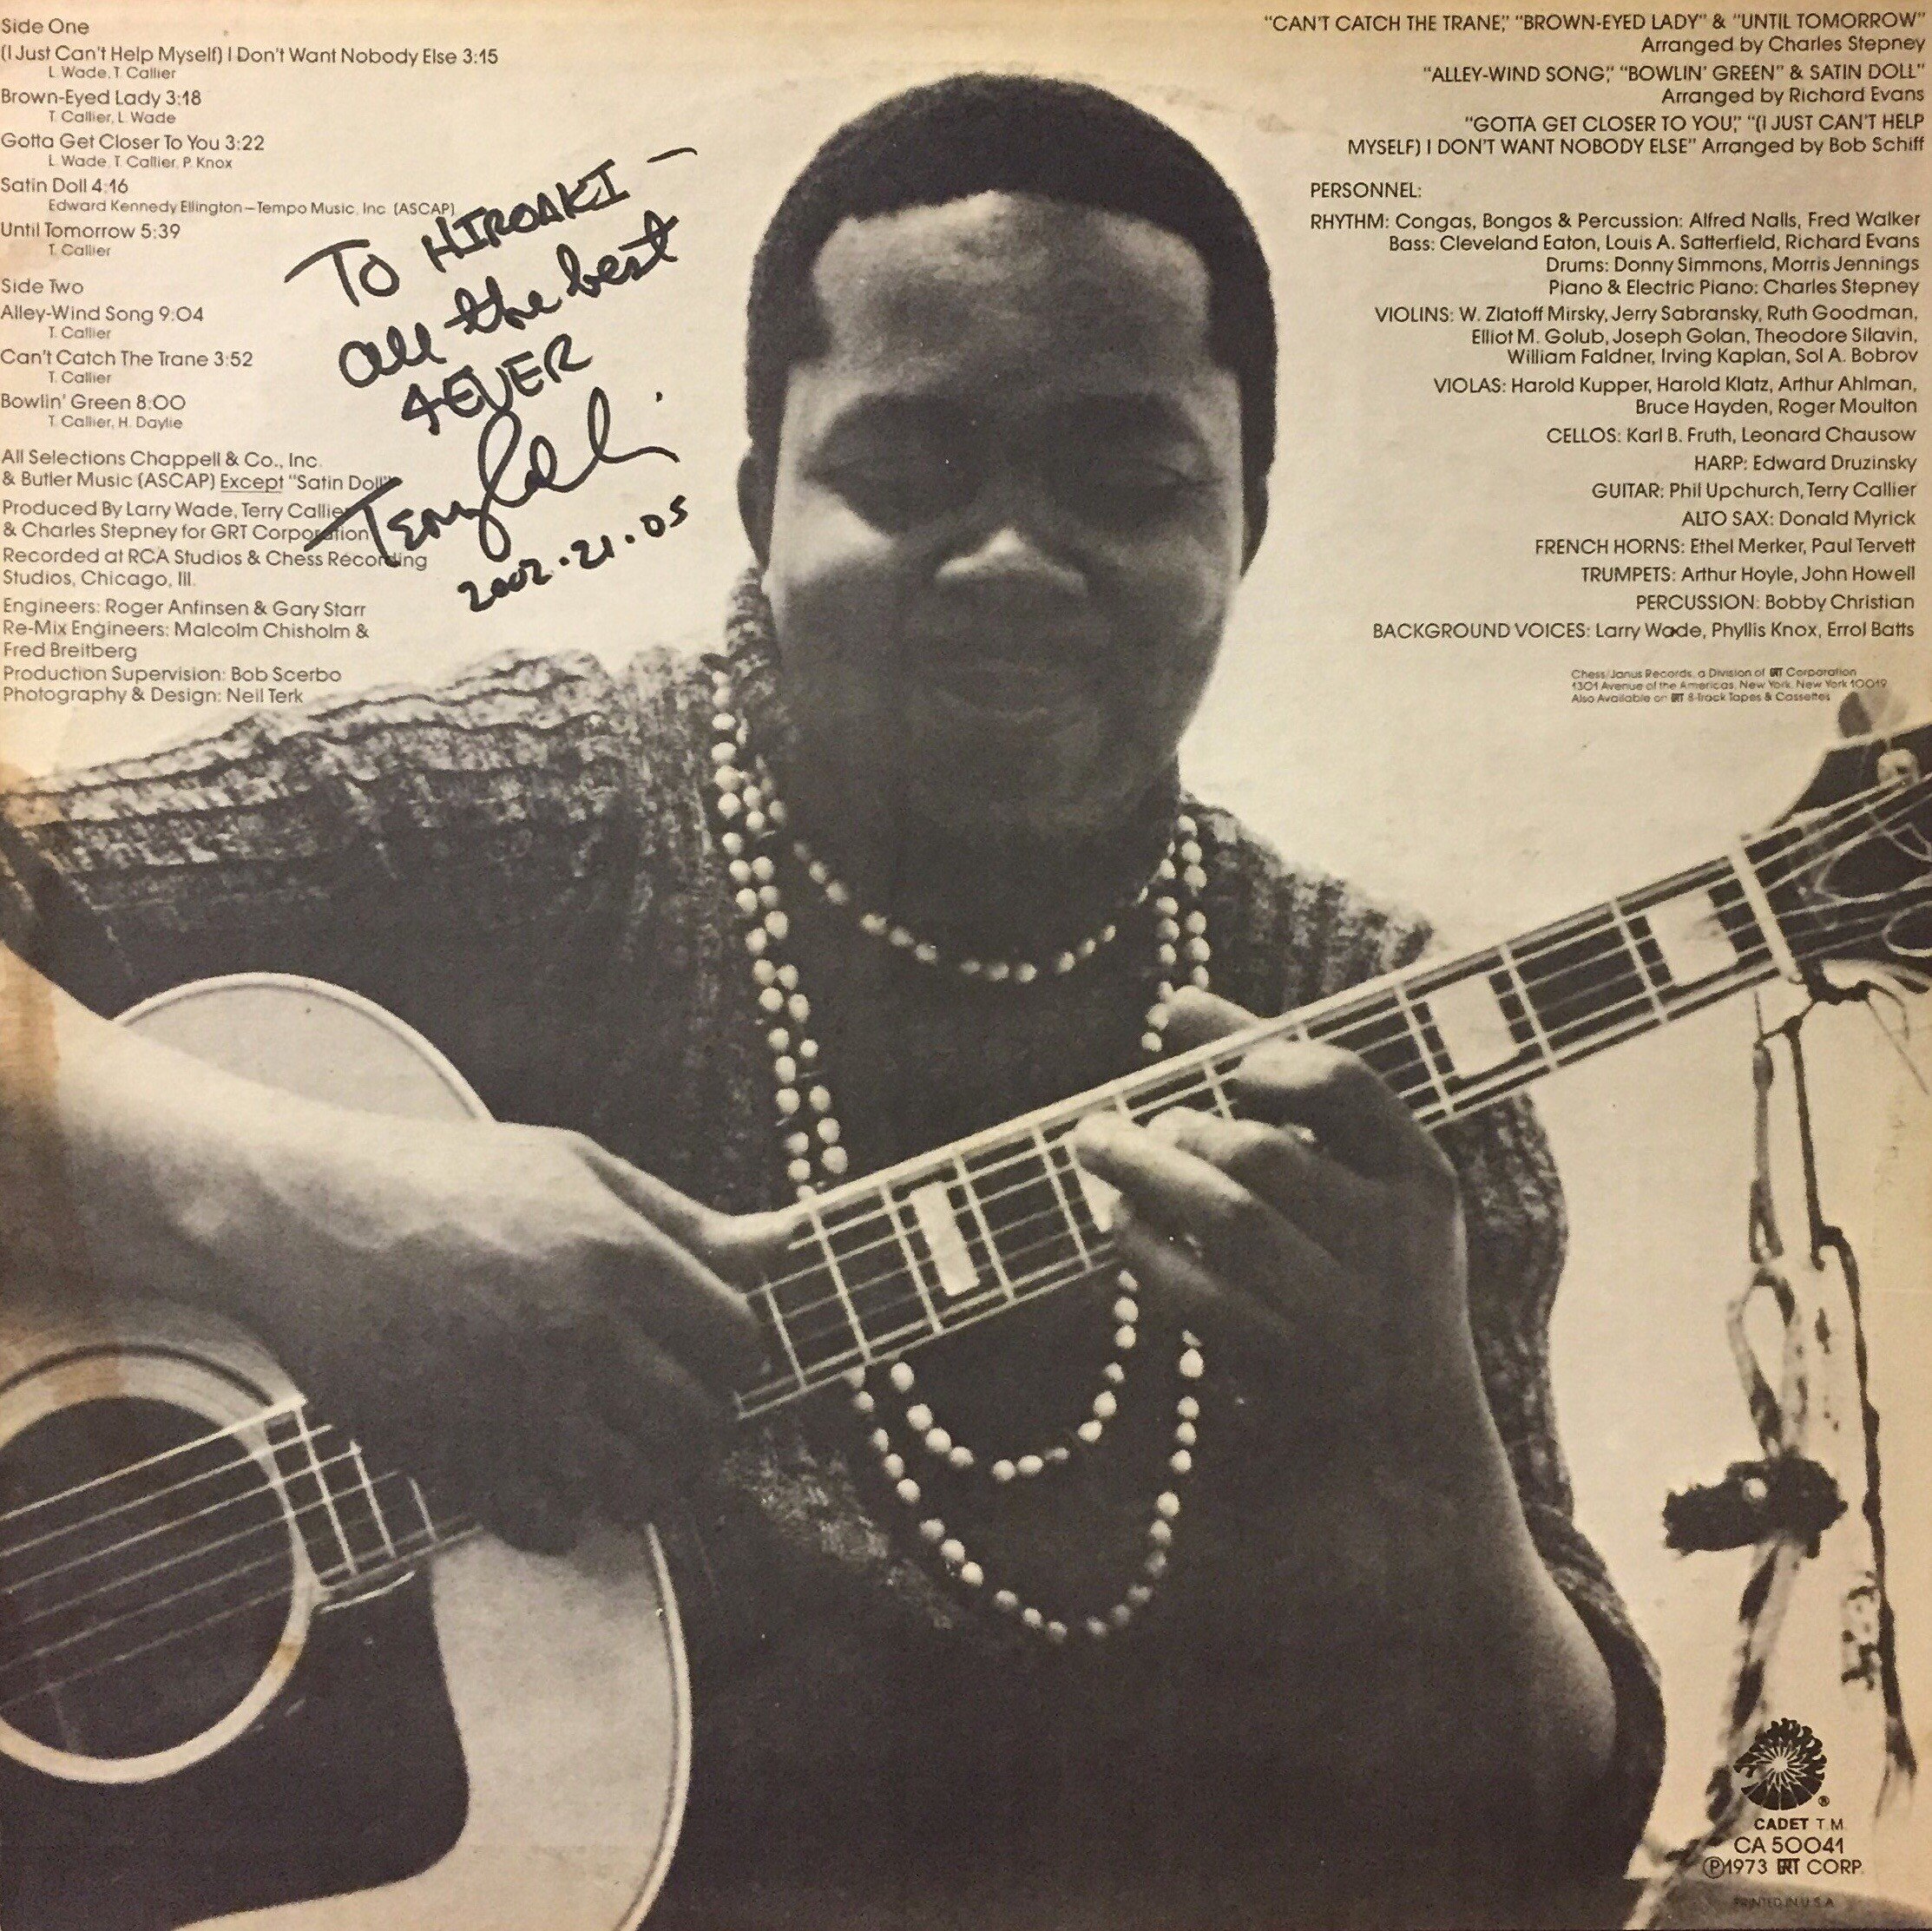 Side One
(I Just Can't Help Myself) I Don't Want Nobody Else 3:15
L. Wade, T. Callier
Brown-Eyed Lady 3:18
T. Callier, L. Wade
Gotta Get Closer To You 3:22
L. Wade, T. Callier, P. Knox
Satin Doll 4:16
Edward Kennedy Ellington—Tempo Music, Inc. (ASCAP)
Until Tomorrow 5:39
T. Callier
Side Two
Alley-Wind Song 9:04
T. Callier
Can't Catch The Trane 3:52
T. Callier
Bowlin' Green 8:00
T. Callier, H. Daylie
All Selections Chappell & Co., Inc.
& Butler Music (ASCAP) Except "Satin Doll"
Produced By Larry Wade, Terry Callier
& Charles Stepney for GRT Corporation
Recorded at RCA Studios & Chess Recording
Studios, Chicago, Ill.
Engineers: Roger Anfinsen & Gary Starr
Re-Mix Engineers: Malcolm Chisholm &
Fred Breitberg
Production Supervision: Bob Scerbo
Photography & Design: Neil Terk
TO HIROAKI —
all the best
4EVER
Terry Callier
2002.21.05
"CAN'T CATCH THE TRANE," "BROWN-EYED LADY" & "UNTIL TOMORROW"
Arranged by Charles Stepney
"ALLEY-WIND SONG," "BOWLIN' GREEN" & SATIN DOLL"
Arranged by Richard Evans
"GOTTA GET CLOSER TO YOU," "(I JUST CAN'T HELP
MYSELF) I DON'T WANT NOBODY ELSE" Arranged by Bob Schiff
PERSONNEL:
RHYTHM: Congas, Bongos & Percussion: Alfred Nalls, Fred Walker
Bass: Cleveland Eaton, Louis A. Satterfield, Richard Evans
Drums: Donny Simmons, Morris Jennings
Piano & Electric Piano: Charles Stepney
VIOLINS: W. Zlatoff Mirsky, Jerry Sabransky, Ruth Goodman,
Elliot M. Golub, Joseph Golan, Theodore Silavin,
William Faldner, Irving Kaplan, Sol A. Bobrov
VIOLAS: Harold Kupper, Harold Klatz, Arthur Ahlman,
Bruce Hayden, Roger Moulton
CELLOS: Karl B. Fruth, Leonard Chausow
HARP: Edward Druzinsky
GUITAR: Phil Upchurch, Terry Callier
ALTO SAX: Donald Myrick
FRENCH HORNS: Ethel Merker, Paul Tervett
TRUMPETS: Arthur Hoyle, John Howell
PERCUSSION: Bobby Christian
BACKGROUND VOICES: Larry Wade, Phyllis Knox, Errol Batts
Chess/Janus Records, a Division of GRT Corporation
1301 Avenue of the Americas, New York, New York 10019
Also Available on GRT 8-Track Tapes & Cassettes
®
CADET T.M.
CA 50041
℗1973 GRT CORP.
PRINTED IN U.S.A.